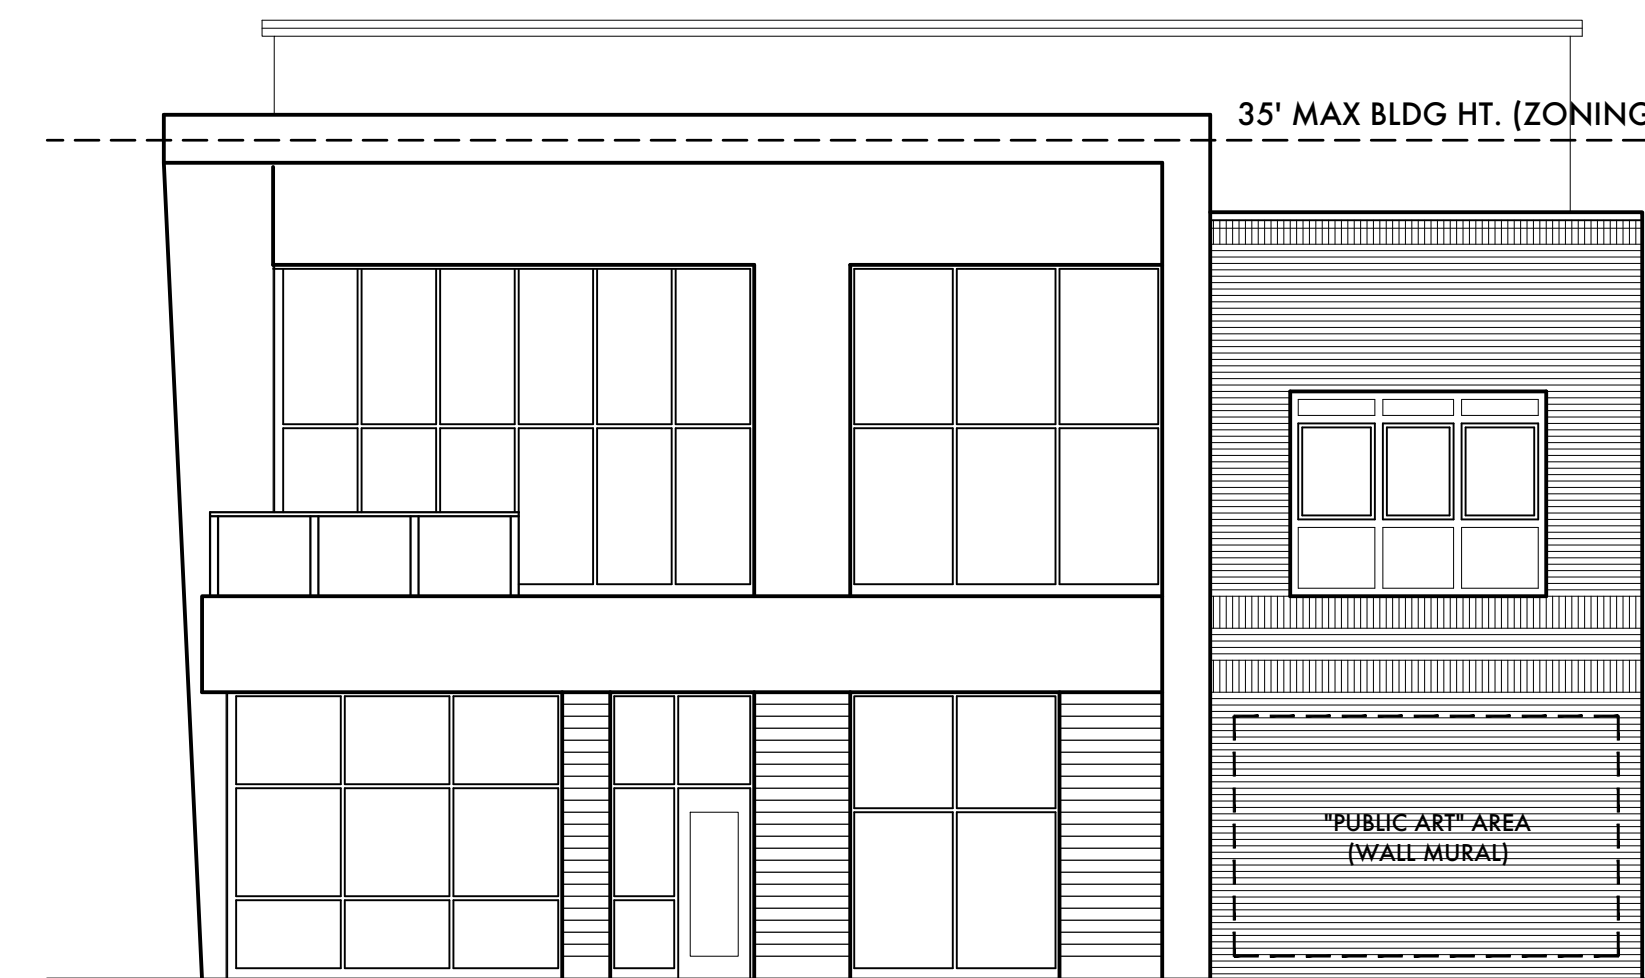 35' MAX BLDG HT. (ZONING
"PUBLIC ART" AREA
(WALL MURAL)